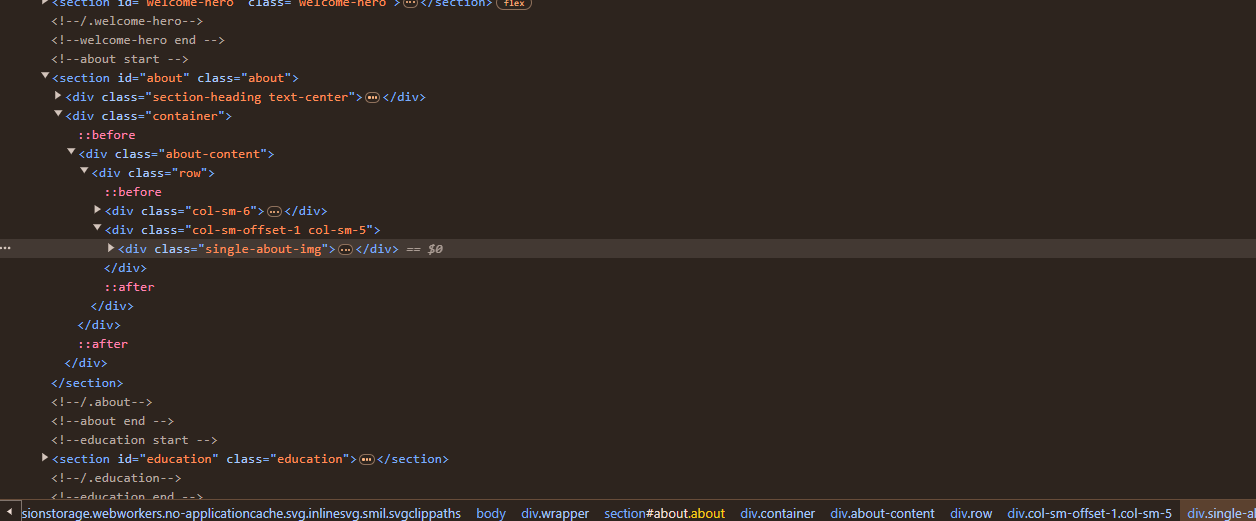 <section id="welcome-hero" class="welcome-hero">…</section> flex
<!--/.welcome-hero-->
<!--welcome-hero end -->
<!--about start -->
<section id="about" class="about">
<div class="section-heading text-center">…</div>
<div class="container">
::before
<div class="about-content">
<div class="row">
::before
<div class="col-sm-6">…</div>
<div class="col-sm-offset-1 col-sm-5">
… <div class="single-about-img">…</div> == $0
</div>
::after
</div>
</div>
::after
</div>
</section>
<!--/.about-->
<!--about end -->
<!--education start -->
<section id="education" class="education">…</section>
<!--/.education-->
<!--education end -->
sionstorage.webworkers.no-applicationcache.svg.inlinesvg.smil.svgclippaths body div.wrapper section#about.about div.container div.about-content div.row div.col-sm-offset-1.col-sm-5 div.single-a